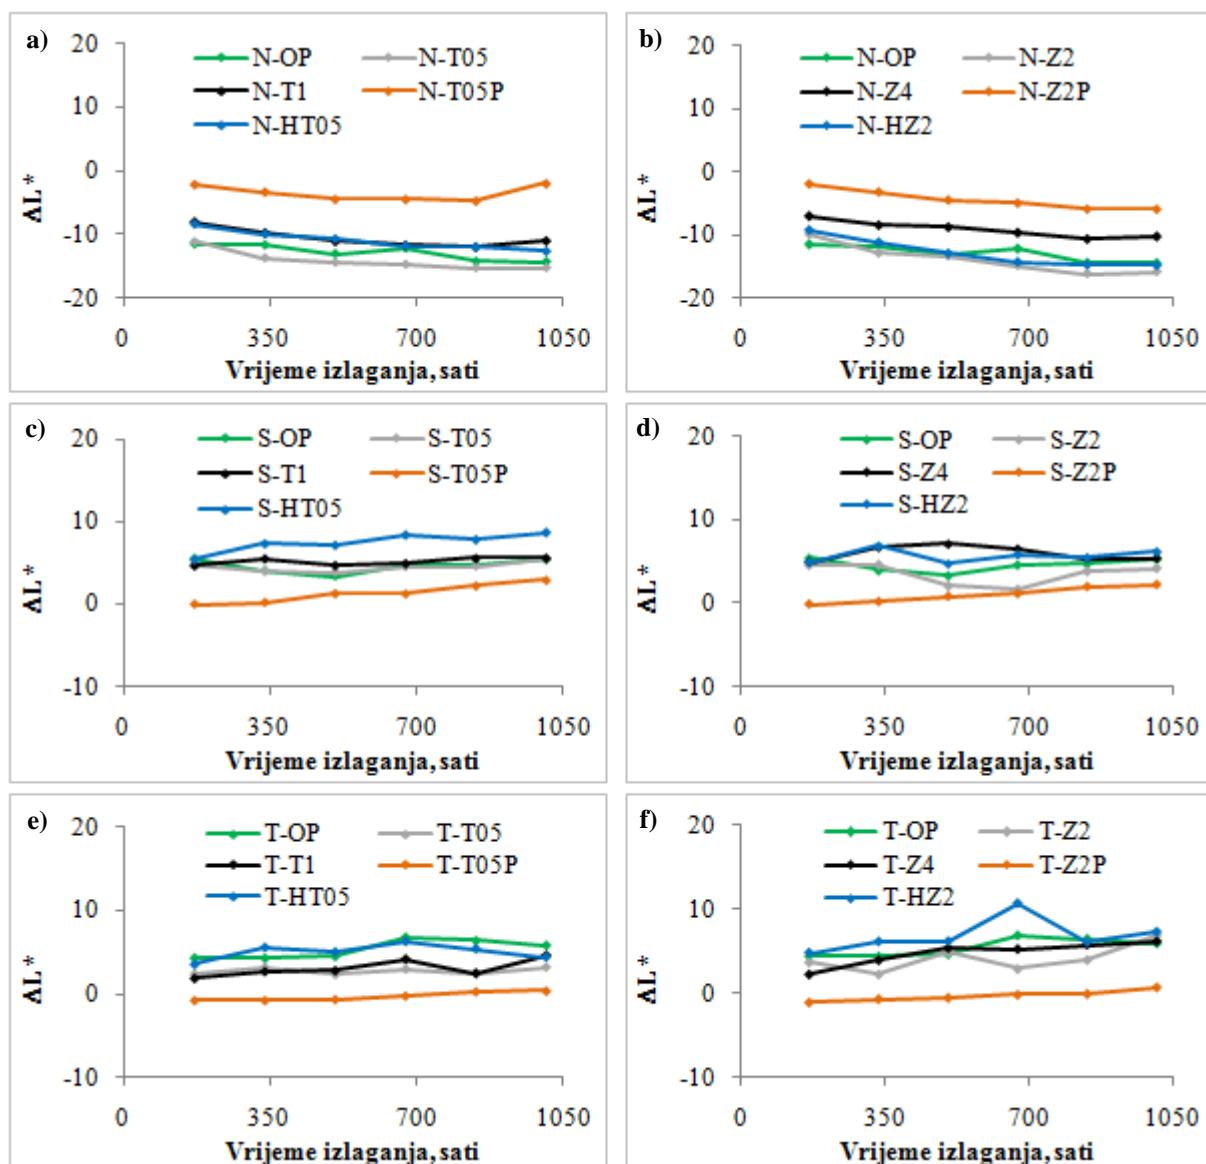 a)
20
10
0
-10
-20
ΔL*
N-OP
N-T05
N-T1
N-T05P
N-HT05
0 350 700 1050
Vrijeme izlaganja, sati
b)
20
10
0
-10
-20
ΔL*
N-OP
N-Z2
N-Z4
N-Z2P
N-HZ2
0 350 700 1050
Vrijeme izlaganja, sati
c)
20
10
0
-10
ΔL*
S-OP
S-T05
S-T1
S-T05P
S-HT05
0 350 700 1050
Vrijeme izlaganja, sati
d)
20
10
0
-10
ΔL*
S-OP
S-Z2
S-Z4
S-Z2P
S-HZ2
0 350 700 1050
Vrijeme izlaganja, sati
e)
20
10
0
-10
ΔL*
T-OP
T-T05
T-T1
T-T05P
T-HT05
0 350 700 1050
Vrijeme izlaganja, sati
f)
20
10
0
-10
ΔL*
T-OP
T-Z2
T-Z4
T-Z2P
T-HZ2
0 350 700 1050
Vrijeme izlaganja, sati